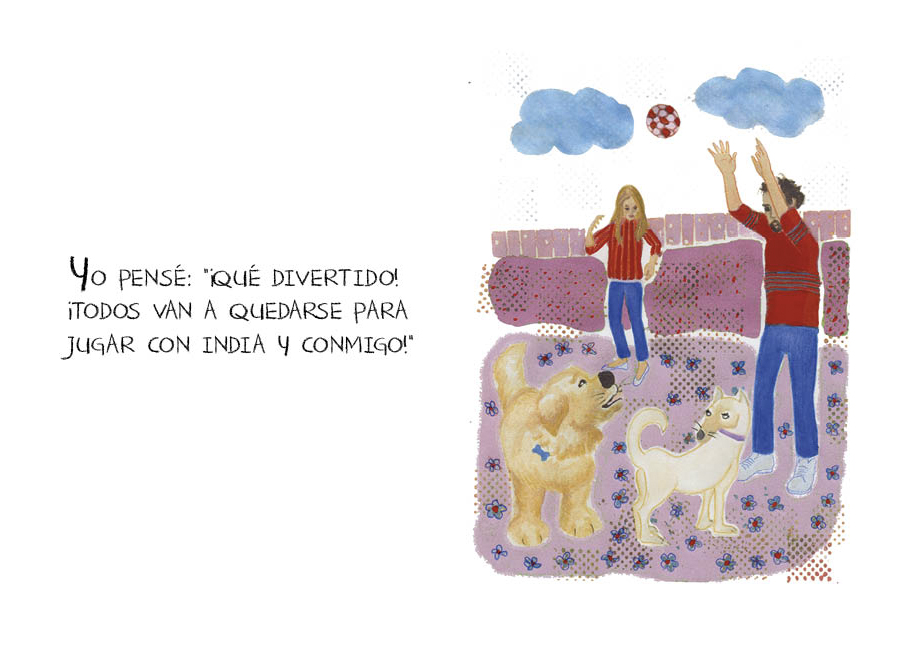 Yo PENSÉ: "¡QUÉ DIVERTIDO!
¡TODOS VAN A QUEDARSE PARA
JUGAR CON INDIA Y CONMIGO!"